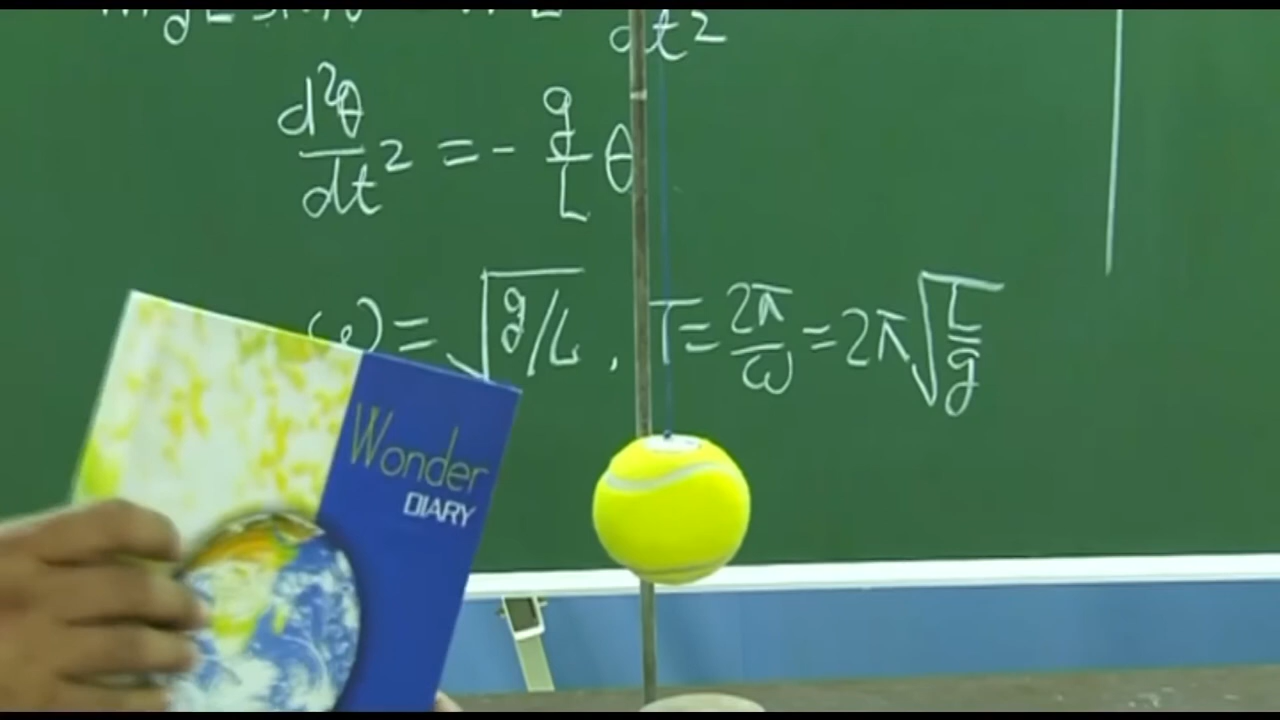 dt²
d²θ/dt² = - g/L θ
ω = √g/L , T = 2π/ω = 2π√L/g
Wonder
DIARY